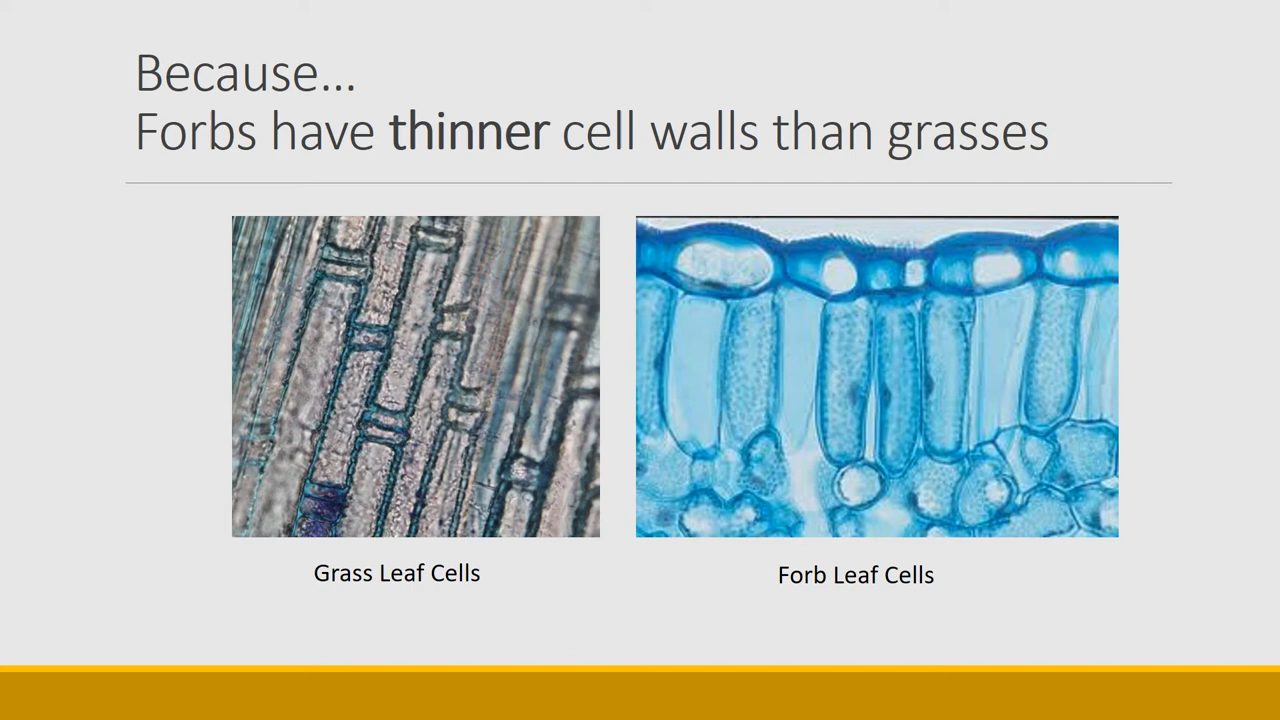 Because…
Forbs have thinner cell walls than grasses
Grass Leaf Cells
Forb Leaf Cells